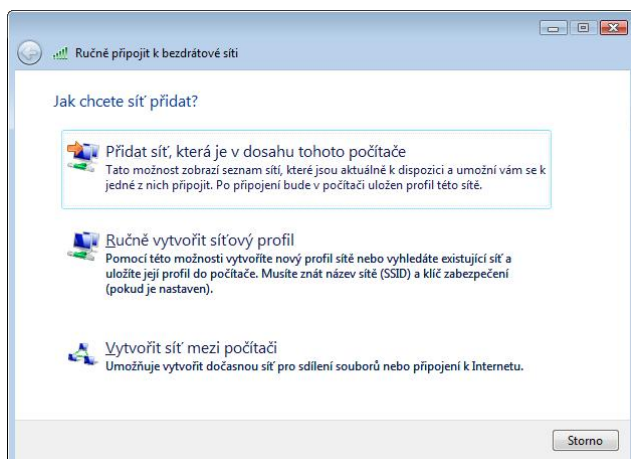 Ručně připojit k bezdrátové síti
Jak chcete síť přidat?
Přidat síť, která je v dosahu tohoto počítače
Tato možnost zobrazí seznam sítí, které jsou aktuálně k dispozici a umožní vám se k
jedné z nich připojit. Po připojení bude v počítači uložen profil této sítě.
Ručně vytvořit síťový profil
Pomocí této možnosti vytvoříte nový profil sítě nebo vyhledáte existující síť a
uložíte její profil do počítače. Musíte znát název sítě (SSID) a klíč zabezpečení
(pokud je nastaven).
Vytvořit síť mezi počítači
Umožňuje vytvořit dočasnou síť pro sdílení souborů nebo připojení k Internetu.
Storno